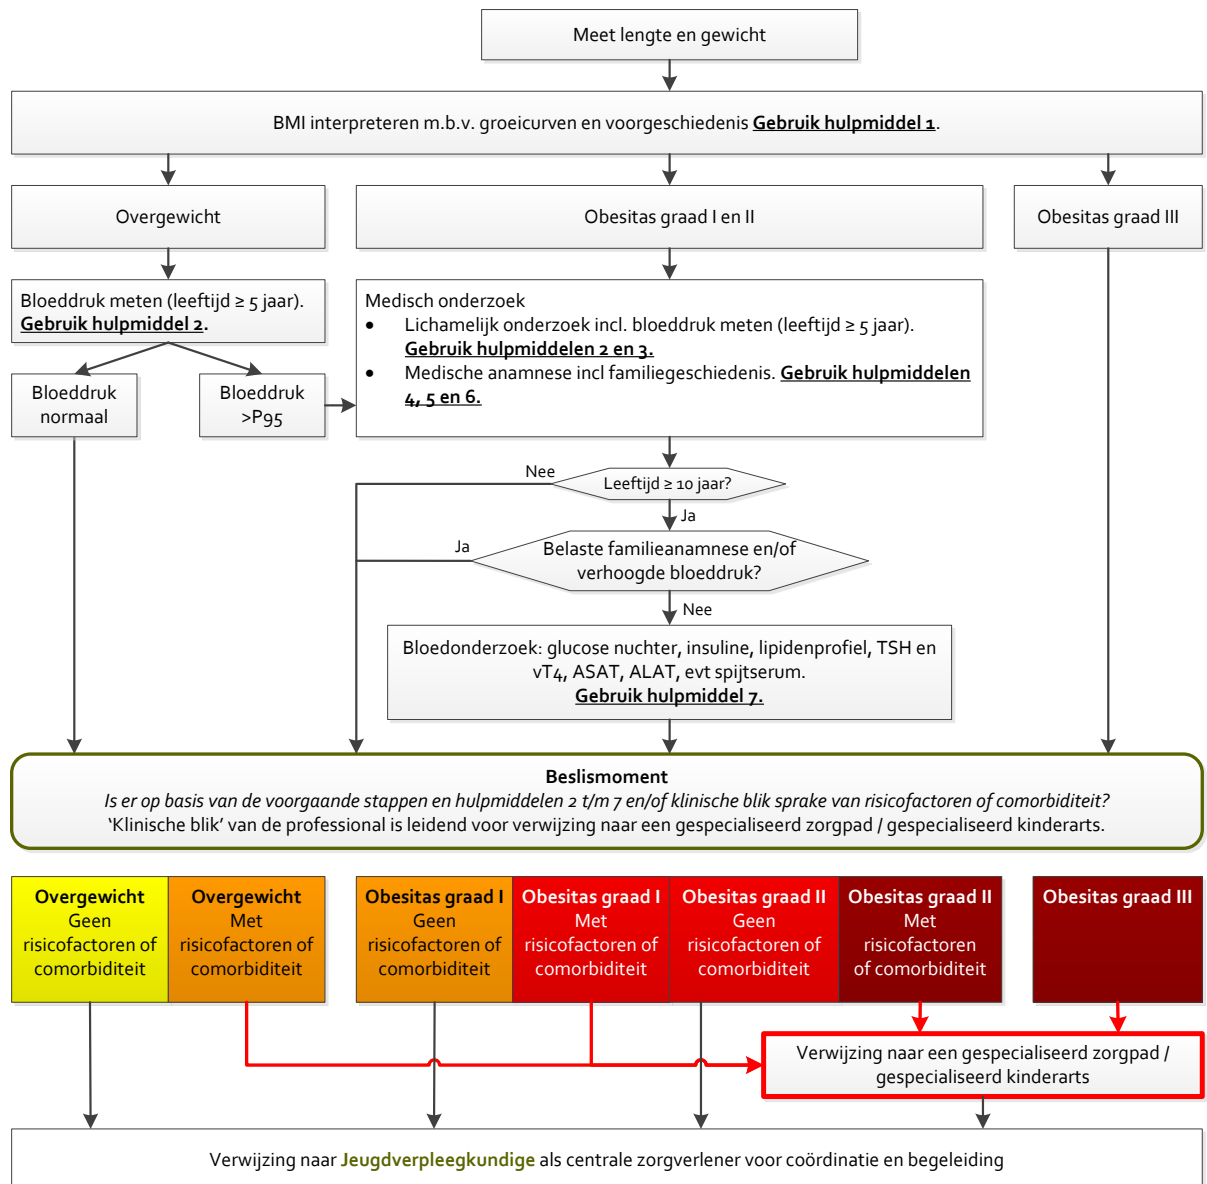 Meet lengte en gewicht
BMI interpreteren m.b.v. groeicurven en voorgeschiedenis Gebruik hulpmiddel 1.
Overgewicht
Obesitas graad I en II
Obesitas graad III
Bloeddruk meten (leeftijd ≥ 5 jaar).
Gebruik hulpmiddel 2.
Medisch onderzoek
• Lichamelijk onderzoek incl. bloeddruk meten (leeftijd ≥ 5 jaar).
Gebruik hulpmiddelen 2 en 3.
• Medische anamnese incl familiegeschiedenis. Gebruik hulpmiddelen
4, 5 en 6.
Bloeddruk
normaal
Bloeddruk
>P95
Nee
Leeftijd ≥ 10 jaar?
Ja
Ja
Belaste familieanamnese en/of
verhoogde bloeddruk?
Nee
Bloedonderzoek: glucose nuchter, insuline, lipidenprofiel, TSH en
vT4, ASAT, ALAT, evt spijtserum.
Gebruik hulpmiddel 7.
Beslismoment
Is er op basis van de voorgaande stappen en hulpmiddelen 2 t/m 7 en/of klinische blik sprake van risicofactoren of comorbiditeit?
‘Klinische blik’ van de professional is leidend voor verwijzing naar een gespecialiseerd zorgpad / gespecialiseerd kinderarts.
Overgewicht
Geen
risicofactoren of
comorbiditeit
Overgewicht
Met
risicofactoren of
comorbiditeit
Obesitas graad I
Geen
risicofactoren of
comorbiditeit
Obesitas graad I
Met
risicofactoren of
comorbiditeit
Obesitas graad II
Geen
risicofactoren of
comorbiditeit
Obesitas graad II
Met
risicofactoren
of comorbiditeit
Obesitas graad III
Verwijzing naar een gespecialiseerd zorgpad /
gespecialiseerd kinderarts
Verwijzing naar Jeugdverpleegkundige als centrale zorgverlener voor coördinatie en begeleiding